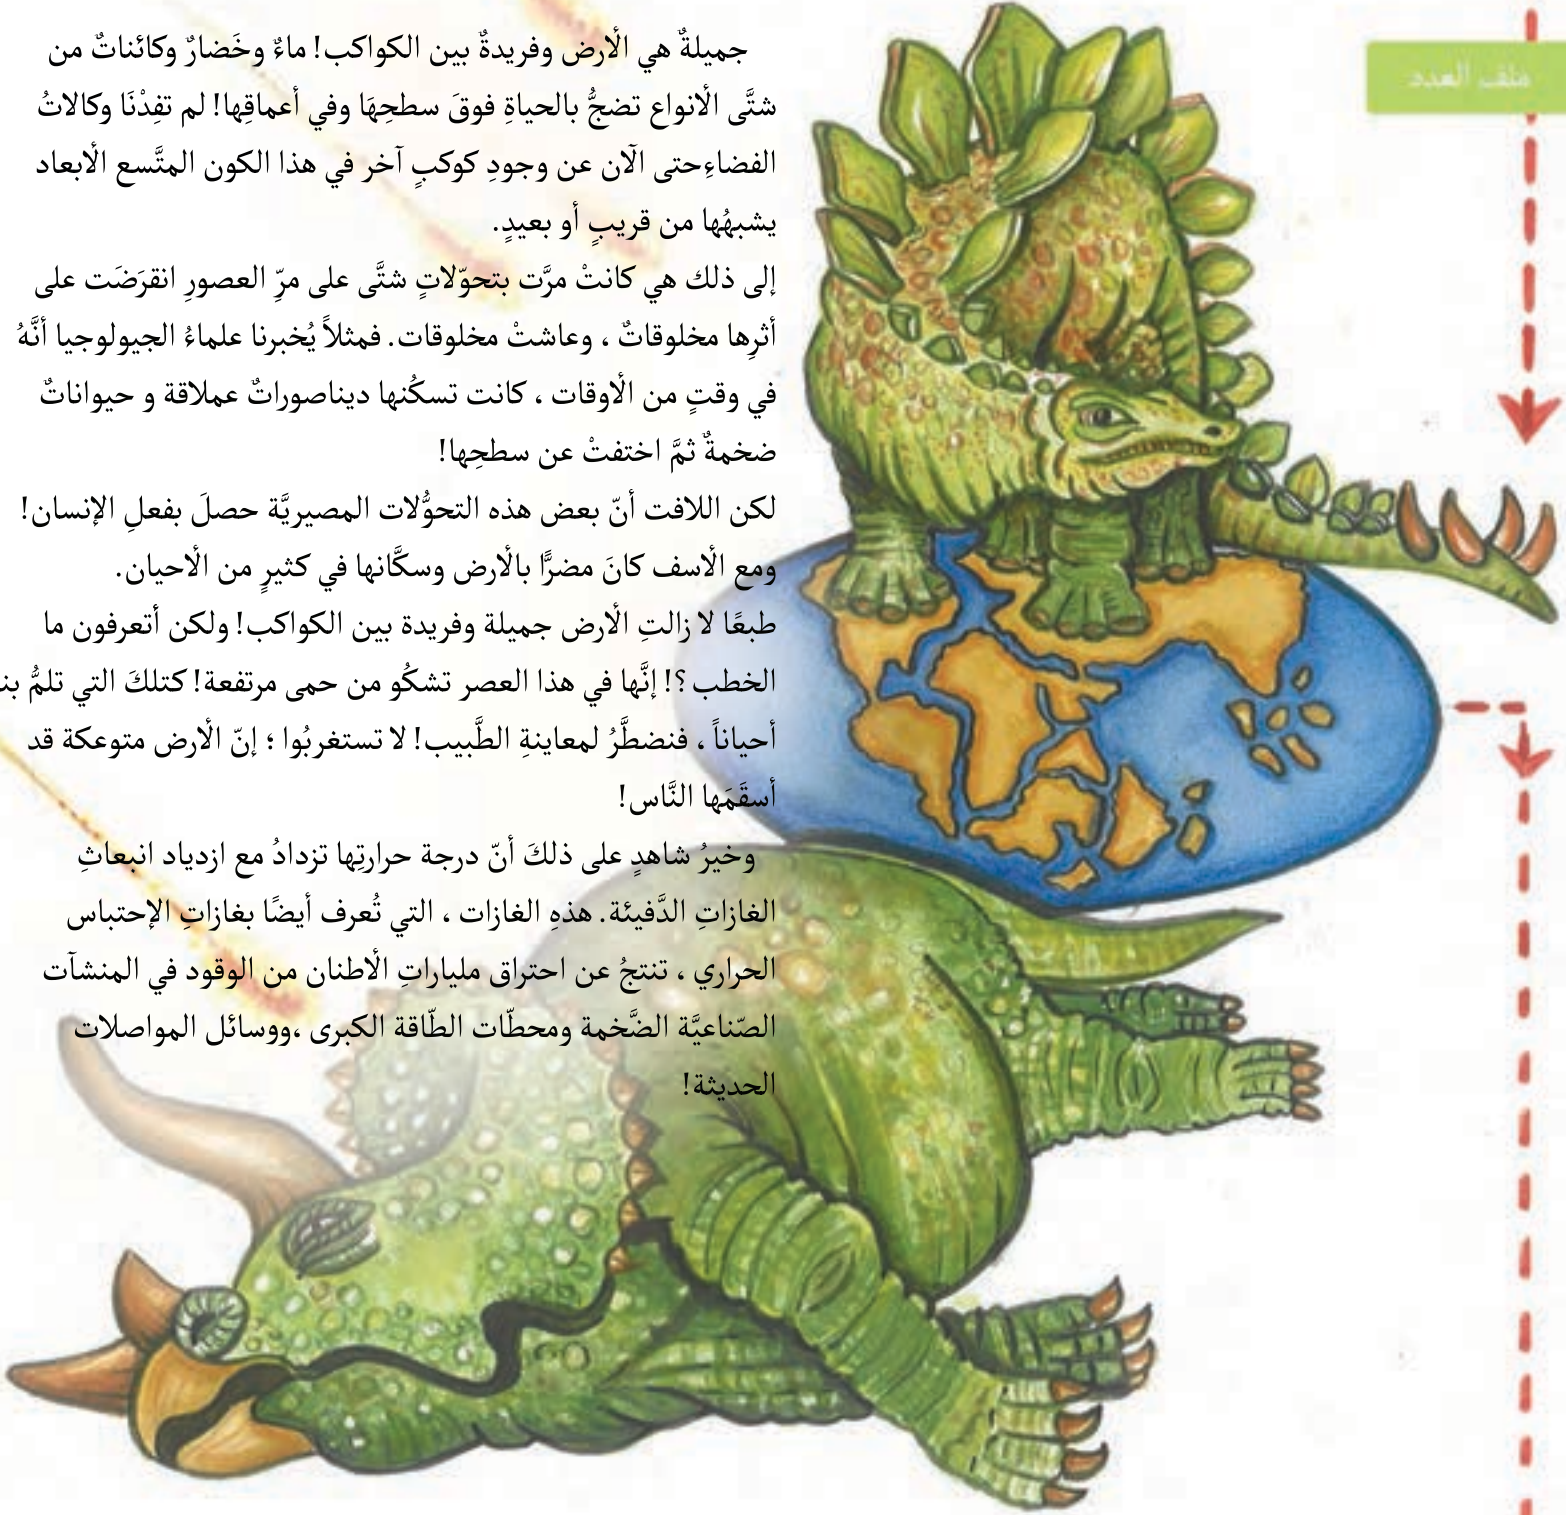 ملف العدد
جميلةٌ هي الأرض وفريدةٌ بين الكواكب! ماءٌ وخَضارٌ وكائناتٌ من
شتَّى الأنواع تضجُّ بالحياةِ فوقَ سطحِهَا وفي أعماقِها! لم تفِدْنَا وكالاتُ
الفضاءِحتى الآن عن وجودِ كوكبٍ آخر في هذا الكون المتَّسع الأبعاد
يشبهُها من قريبٍ أو بعيدٍ.
إلى ذلك هي كانتْ مرَّت بتحوّلاتٍ شتَّى على مرِّ العصورِ انقرَضَت على
أثرِها مخلوقاتٌ ، وعاشتْ مخلوقات. فمثلاً يُخبرنا علماءُ الجيولوجيا أنَّهُ
في وقتٍ من الأوقات ، كانت تسكُنها ديناصوراتٌ عملاقة و حيواناتٌ
ضخمةٌ ثمَّ اختفتْ عن سطحِها!
لكن اللافت أنّ بعض هذه التحوُّلات المصيريَّة حصلَ بفعلِ الإنسان!
ومع الأسف كانَ مضرًّا بالأرض وسكَّانها في كثيرٍ من الأحيان.
طبعًا لا زالتِ الأرض جميلة وفريدة بين الكواكب! ولكن أتعرفون ما
الخطب ؟! إنَّها في هذا العصر تشكُو من حمى مرتفعة! كتلكَ التي تلمُّ بن
أحياناً ، فنضطَّرُ لمعاينةِ الطَّبيب! لا تستغربُوا ؛ إنّ الأرض متوعكة قد
أسقَمَها النَّاس!
وخيرُ شاهدٍ على ذلكَ أنّ درجة حرارتِها تزدادُ مع ازدياد انبعاثِ
الغازاتِ الدَّفيئة. هذهِ الغازات ، التي تُعرف أيضًا بغازاتِ الإحتباس
الحراري ، تنتجُ عن احتراق ملياراتِ الأطنان من الوقود في المنشآت
الصّناعيَّة الضَّخمة ومحطّات الطّاقة الكبرى ،ووسائل المواصلات
الحديثة!